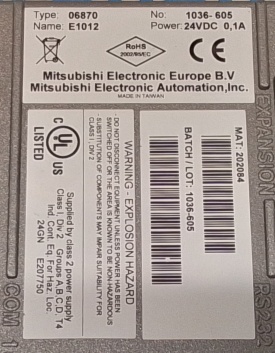 Type: 06870 No: 1036-605
Name: E1012 Power: 24VDC 0,1A
RoHS
2002/95/EC
CE
Mitsubishi Electronic Europe B.V
Mitsubishi Electronic Automation,Inc.
MADE IN TAIWAN
C UL US
LISTED
Supplied by class 2 power supply
Class I, Div 2 Groups A,B,C,D, T4
Ind. Cont. Eq. For Haz. Loc.
24GN E207750
WARNING - EXPLOSION HAZARD
- DO NOT DISCONNECT EQUIPMENT UNLESS POWER HAS BEEN
SWITCHED OFF OR THE AREA IS KNOWN TO BE NON-HAZARDOUS
- SUBSTITUTION OF COMPONENTS MAY IMPAIR SUITABILITY FOR
CLASS I, DIV 2
BATCH / LOT: 1036-605
MAT: 202084
EXPANSION
RS232
COM 1